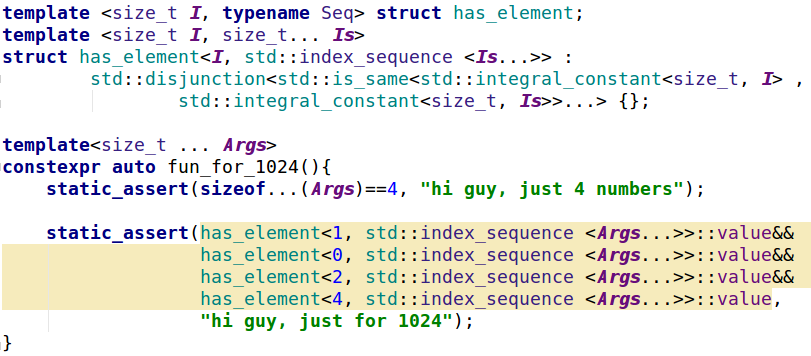 template <size_t I, typename Seq> struct has_element;
template <size_t I, size_t... Is>
struct has_element<I, std::index_sequence <Is...>> :
        std::disjunction<std::is_same<std::integral_constant<size_t, I> ,
                std::integral_constant<size_t, Is>>...> {};

template<size_t ... Args>
constexpr auto fun_for_1024(){
    static_assert(sizeof...(Args)==4, "hi guy, just 4 numbers");

    static_assert(has_element<1, std::index_sequence <Args...>>::value&&
                  has_element<0, std::index_sequence <Args...>>::value&&
                  has_element<2, std::index_sequence <Args...>>::value&&
                  has_element<4, std::index_sequence <Args...>>::value,
                  "hi guy, just for 1024");
}